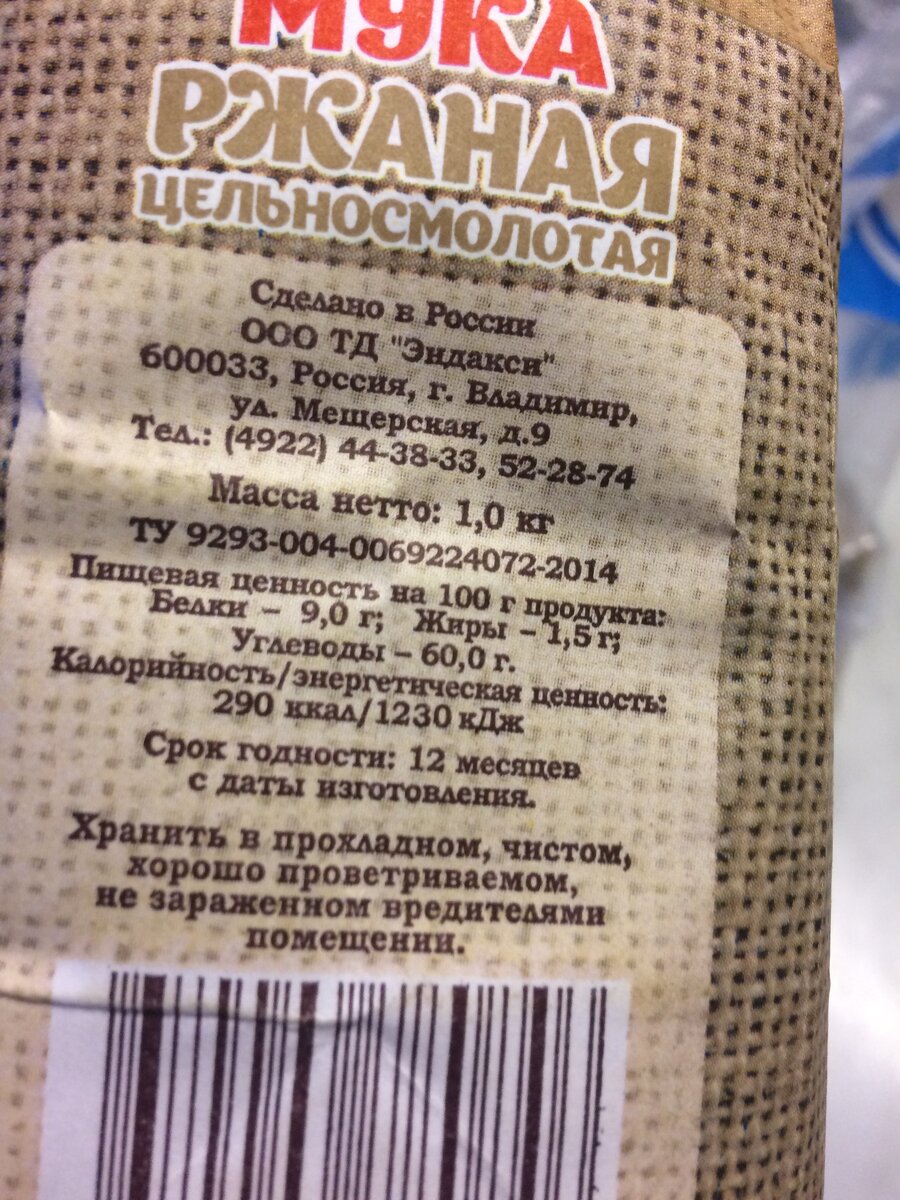 МУКА
РЖАНАЯ
ЦЕЛЬНОСМОЛОТАЯ
Сделано в России
ООО ТД "Эндакси"
600033, Россия, г. Владимир,
ул. Мещерская, д.9
Тел.: (4922) 44-38-33, 52-28-74
Масса нетто: 1,0 кг
ТУ 9293-004-0069224072-2014
Пищевая ценность на 100 г продукта:
Белки – 9,0 г; Жиры – 1,5 г;
Углеводы – 60,0 г.
Калорийность/энергетическая ценность:
290 ккал/1230 кДж
Срок годности: 12 месяцев
с даты изготовления.
Хранить в прохладном, чистом,
хорошо проветриваемом,
не зараженном вредителями
помещении.